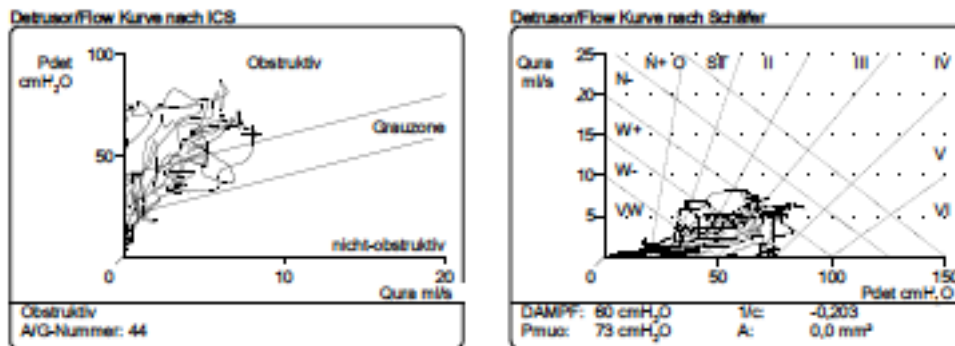 Detrusor/Flow Kurve nach ICS
Pdet
cmH₂O
100
50
0
10
20
Obstruktiv
Grauzone
nicht-obstruktiv
Qura ml/s
Obstruktiv
A/G-Nummer: 44
Detrusor/Flow Kurve nach Schäfer
Qura
ml/s
25
20
15
10
5
0
50
100
150
N-
N+
O
ST
II
III
IV
W+
V
W-
VW
VI
Pdet cmH₂O
DAMPF: 60 cmH₂O 1/c: -0,203
Pmuo: 73 cmH₂O A: 0,0 mm²